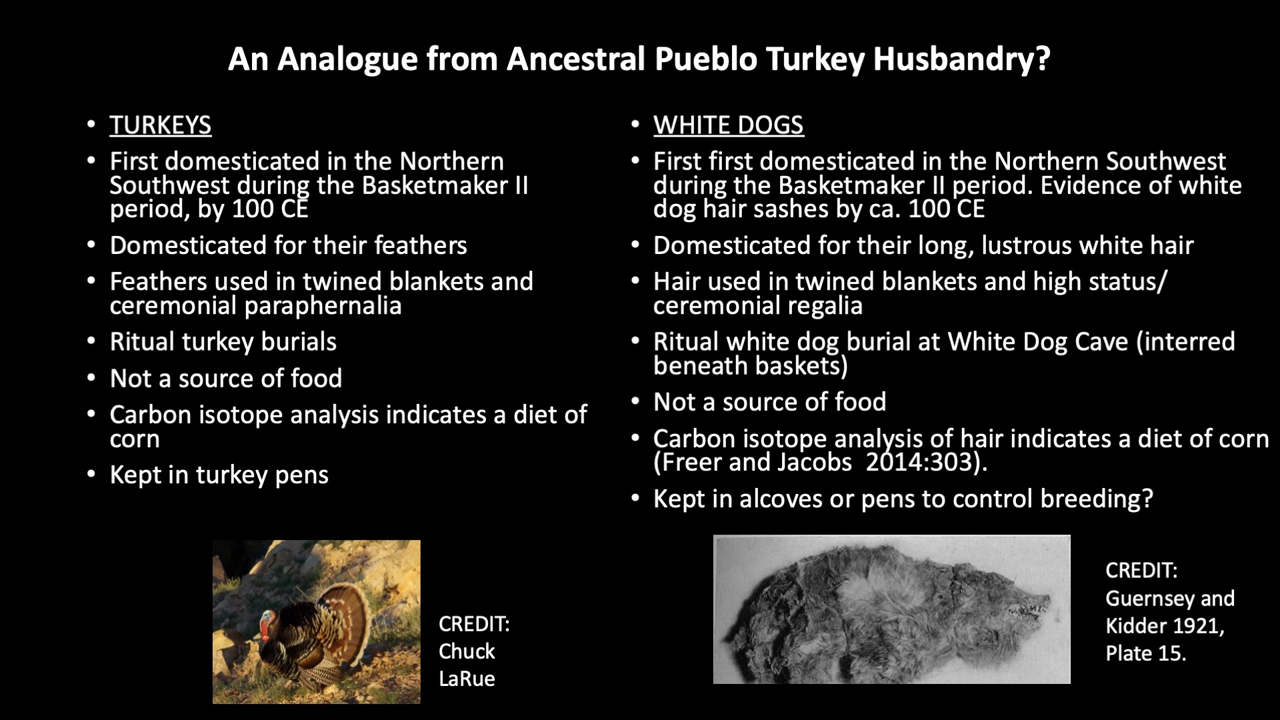 An Analogue from Ancestral Pueblo Turkey Husbandry?
• TURKEYS
• First domesticated in the Northern
Southwest during the Basketmaker II
period, by 100 CE
• Domesticated for their feathers
• Feathers used in twined blankets and
ceremonial paraphernalia
• Ritual turkey burials
• Not a source of food
• Carbon isotope analysis indicates a diet of
corn
• Kept in turkey pens
CREDIT:
Chuck
LaRue
• WHITE DOGS
• First first domesticated in the Northern Southwest
during the Basketmaker II period. Evidence of white
dog hair sashes by ca. 100 CE
• Domesticated for their long, lustrous white hair
• Hair used in twined blankets and high status/
ceremonial regalia
• Ritual white dog burial at White Dog Cave (interred
beneath baskets)
• Not a source of food
• Carbon isotope analysis of hair indicates a diet of corn
(Freer and Jacobs 2014:303).
• Kept in alcoves or pens to control breeding?
CREDIT:
Guernsey and
Kidder 1921,
Plate 15.